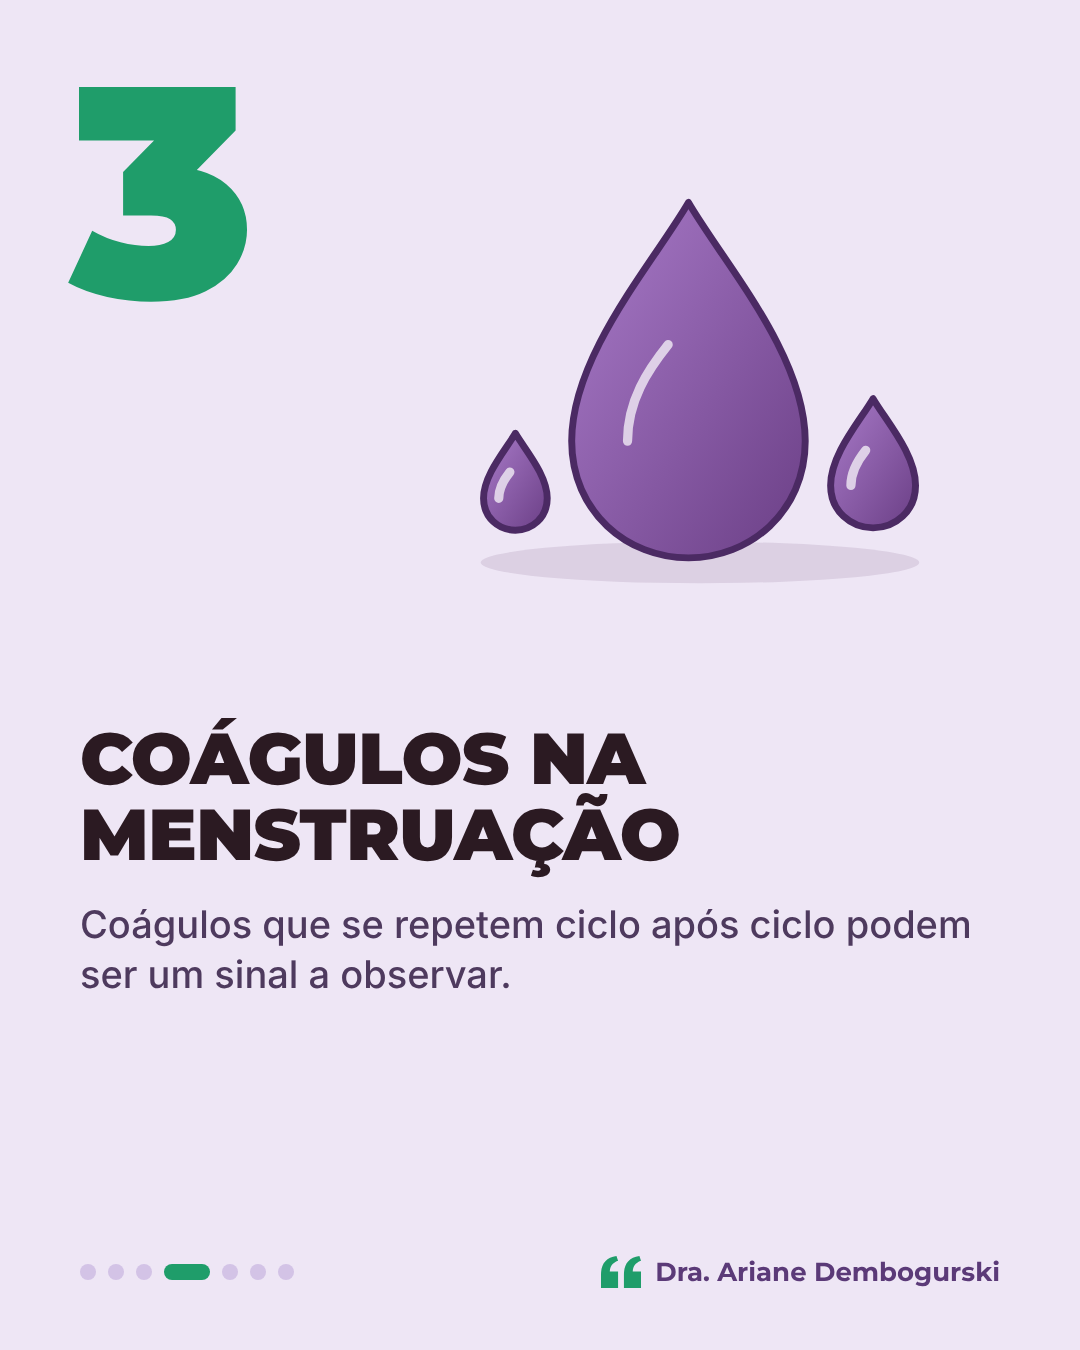 3
COÁGULOS NA
MENSTRUAÇÃO
Coágulos que se repetem ciclo após ciclo podem
ser um sinal a observar.
Dra. Ariane Dembogurski